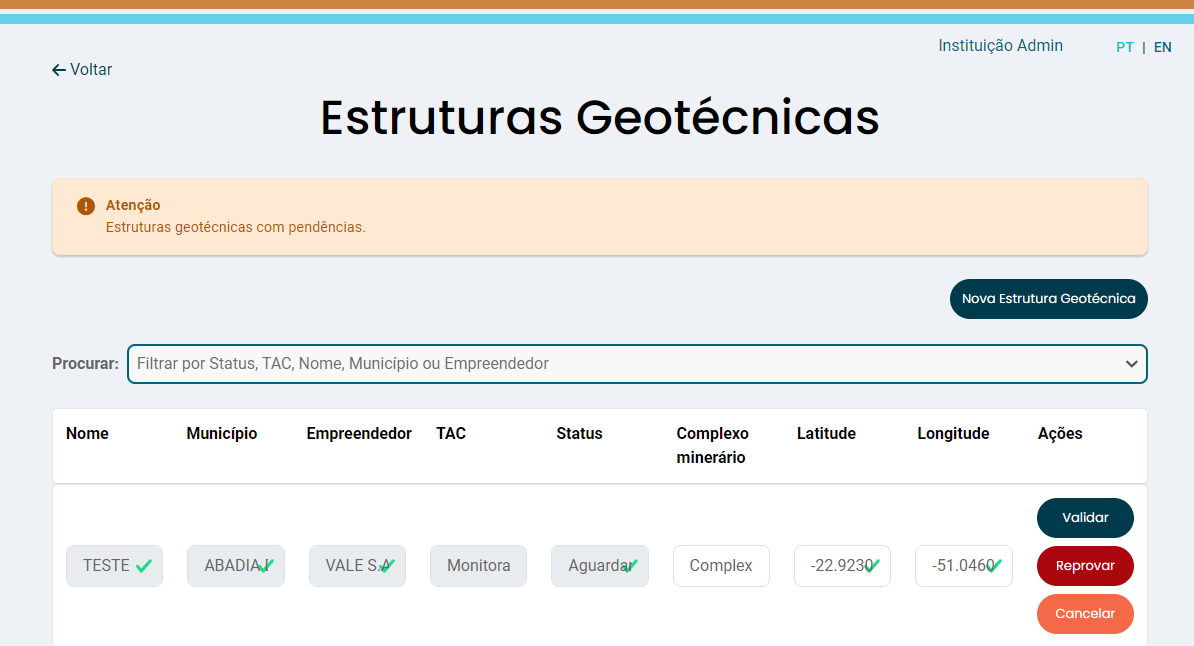 Instituição Admin PT | EN
Voltar
Estruturas Geotécnicas
Atenção
Estruturas geotécnicas com pendências.
Nova Estrutura Geotécnica
Procurar: Filtrar por Status, TAC, Nome, Município ou Empreendedor
Nome Município Empreendedor TAC Status Complexo minerário Latitude Longitude Ações
Validar
TESTE ABADIA VALE S.A Monitora Aguardar Complex -22.9230 -51.0460 Reprovar
Cancelar